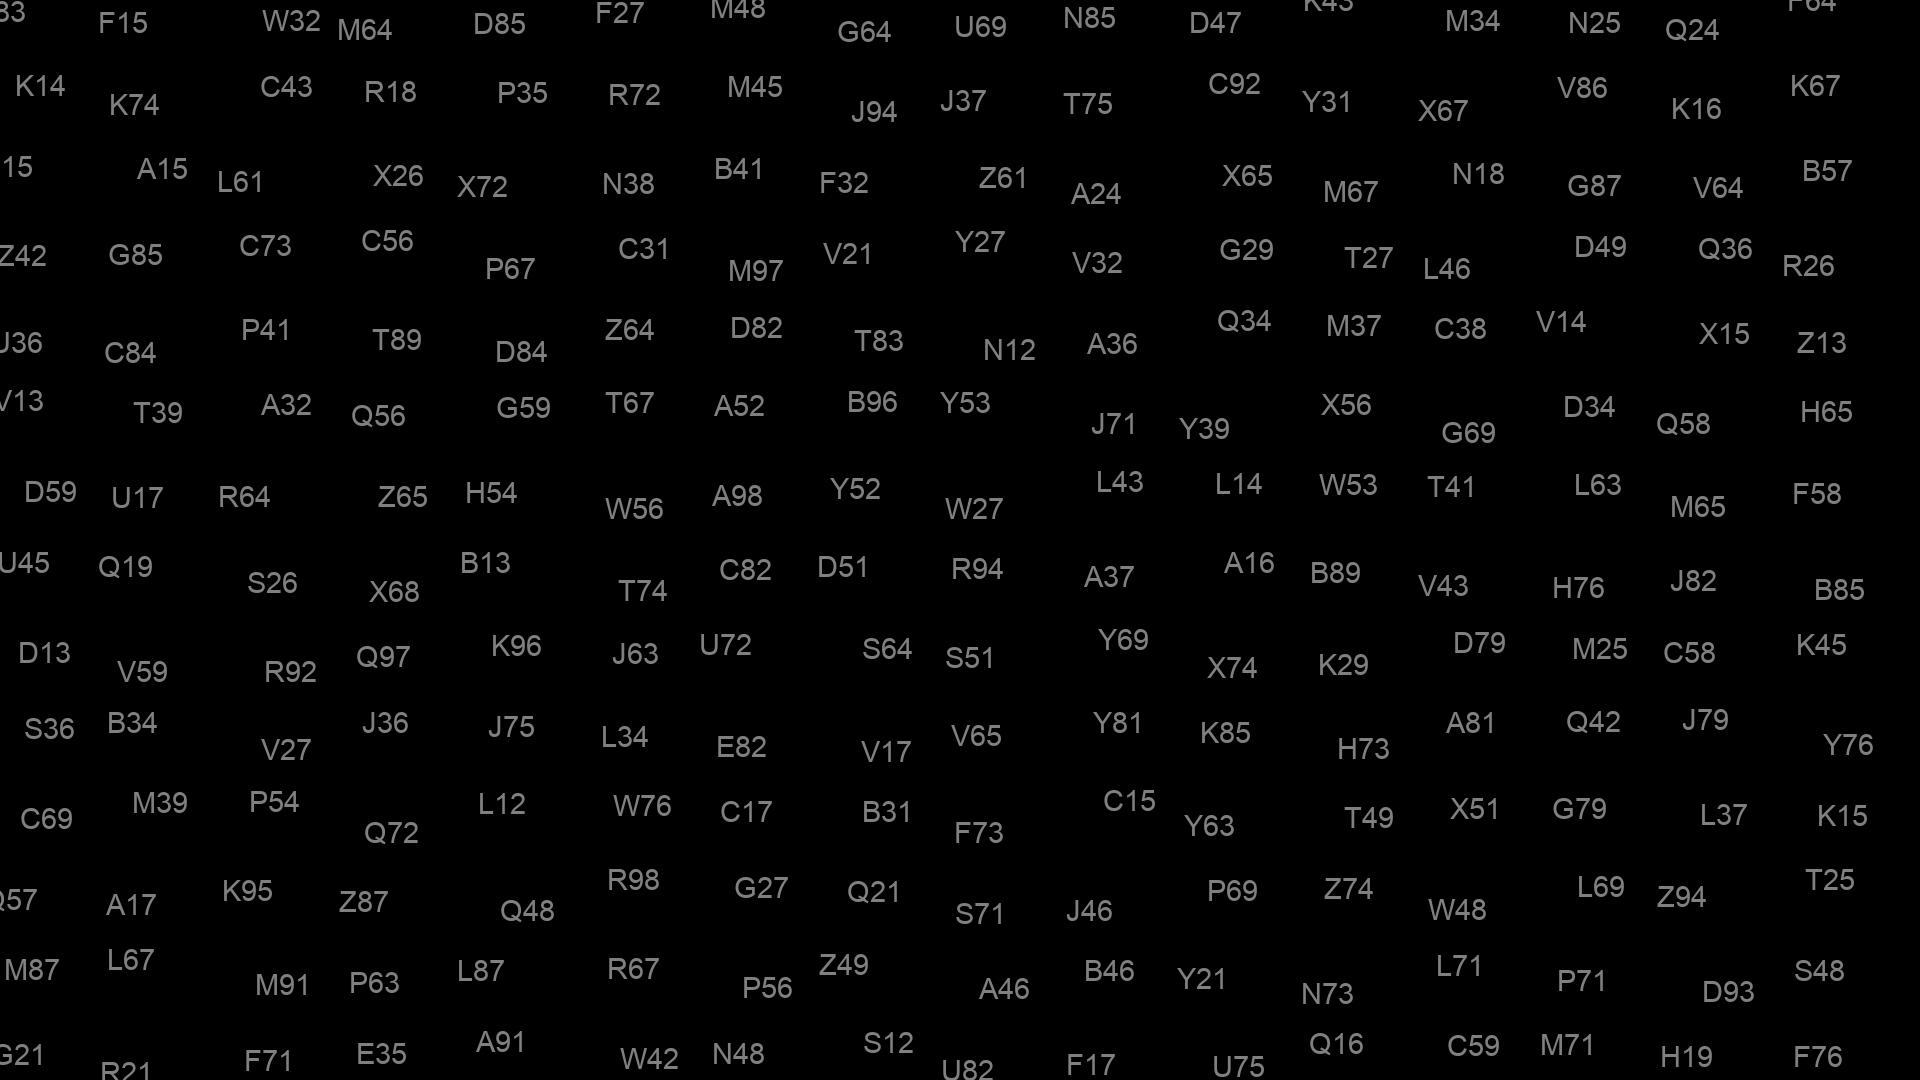 83 F15 W32 M64 D85 F27 M48 G64 U69 N85 D47 K43 M34 N25 Q24 F64
K14 K74 C43 R18 P35 R72 M45 J94 J37 T75 C92 Y31 X67 V86 K16 K67
15 A15 L61 X26 X72 N38 B41 F32 Z61 A24 X65 M67 N18 G87 V64 B57
Z42 G85 C73 C56 P67 C31 M97 V21 Y27 V32 G29 T27 L46 D49 Q36 R26
J36 C84 P41 T89 D84 Z64 D82 T83 N12 A36 Q34 M37 C38 V14 X15 Z13
V13 T39 A32 Q56 G59 T67 A52 B96 Y53 J71 Y39 X56 G69 D34 Q58 H65
D59 U17 R64 Z65 H54 W56 A98 Y52 W27 L43 L14 W53 T41 L63 M65 F58
U45 Q19 S26 X68 B13 T74 C82 D51 R94 A37 A16 B89 V43 H76 J82 B85
D13 V59 R92 Q97 K96 J63 U72 S64 S51 Y69 X74 K29 D79 M25 C58 K45
S36 B34 V27 J36 J75 L34 E82 V17 V65 Y81 K85 H73 A81 Q42 J79 Y76
C69 M39 P54 Q72 L12 W76 C17 B31 F73 C15 Y63 T49 X51 G79 L37 K15
Q57 A17 K95 Z87 Q48 R98 G27 Q21 S71 J46 P69 Z74 W48 L69 Z94 T25
M87 L67 M91 P63 L87 R67 P56 Z49 A46 B46 Y21 N73 L71 P71 D93 S48
G21 R21 F71 E35 A91 W42 N48 S12 U82 F17 U75 Q16 C59 M71 H19 F76